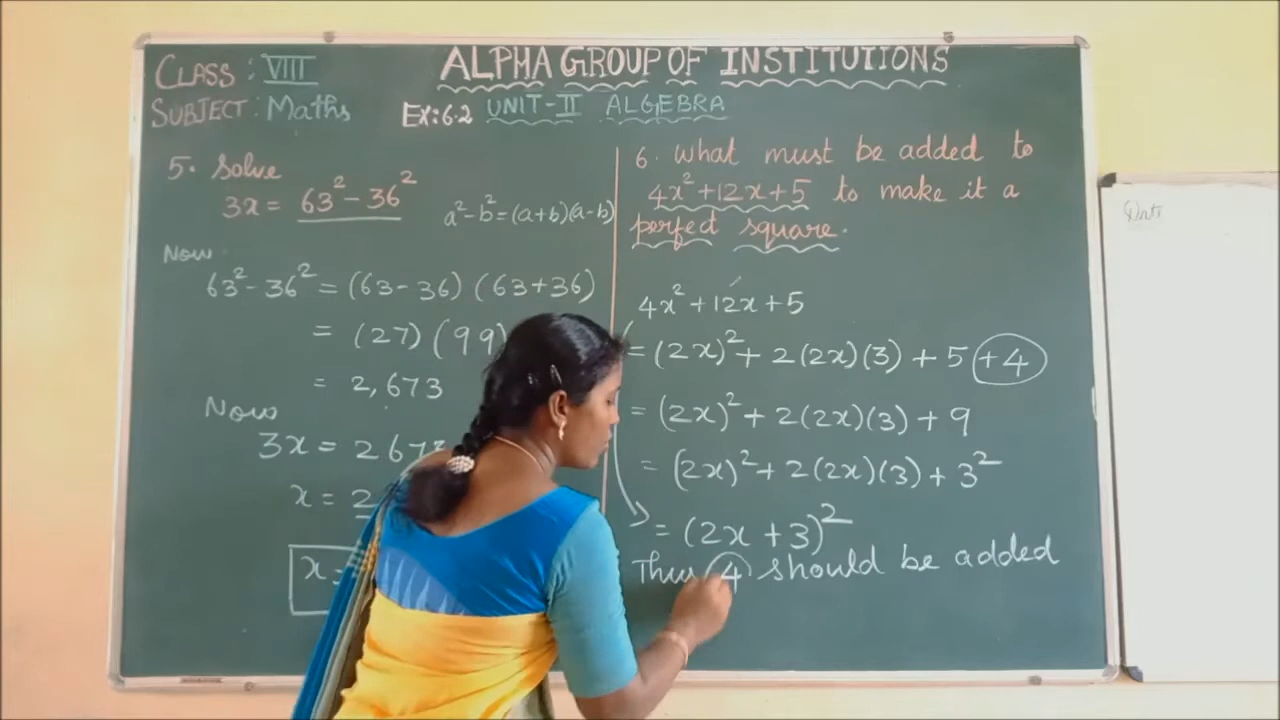 ALPHA GROUP OF INSTITUTIONS
CLASS : VIII
SUBJECT : Maths
Ex: 6.2 UNIT-II ALGEBRA
5. Solve
3x = 63² - 36²
a² - b² = (a+b)(a-b)
Now
63² - 36² = (63 - 36) (63 + 36)
= (27) (99)
= 2,673
Now
3x = 2673
x = 2
x =
6. What must be added to
4x² + 12x + 5 to make it a
perfect square.
4x² + 12x + 5
= (2x)² + 2(2x)(3) + 5 + 4
= (2x)² + 2(2x)(3) + 9
= (2x)² + 2(2x)(3) + 3²
= (2x + 3)²
Thus 4 should be added